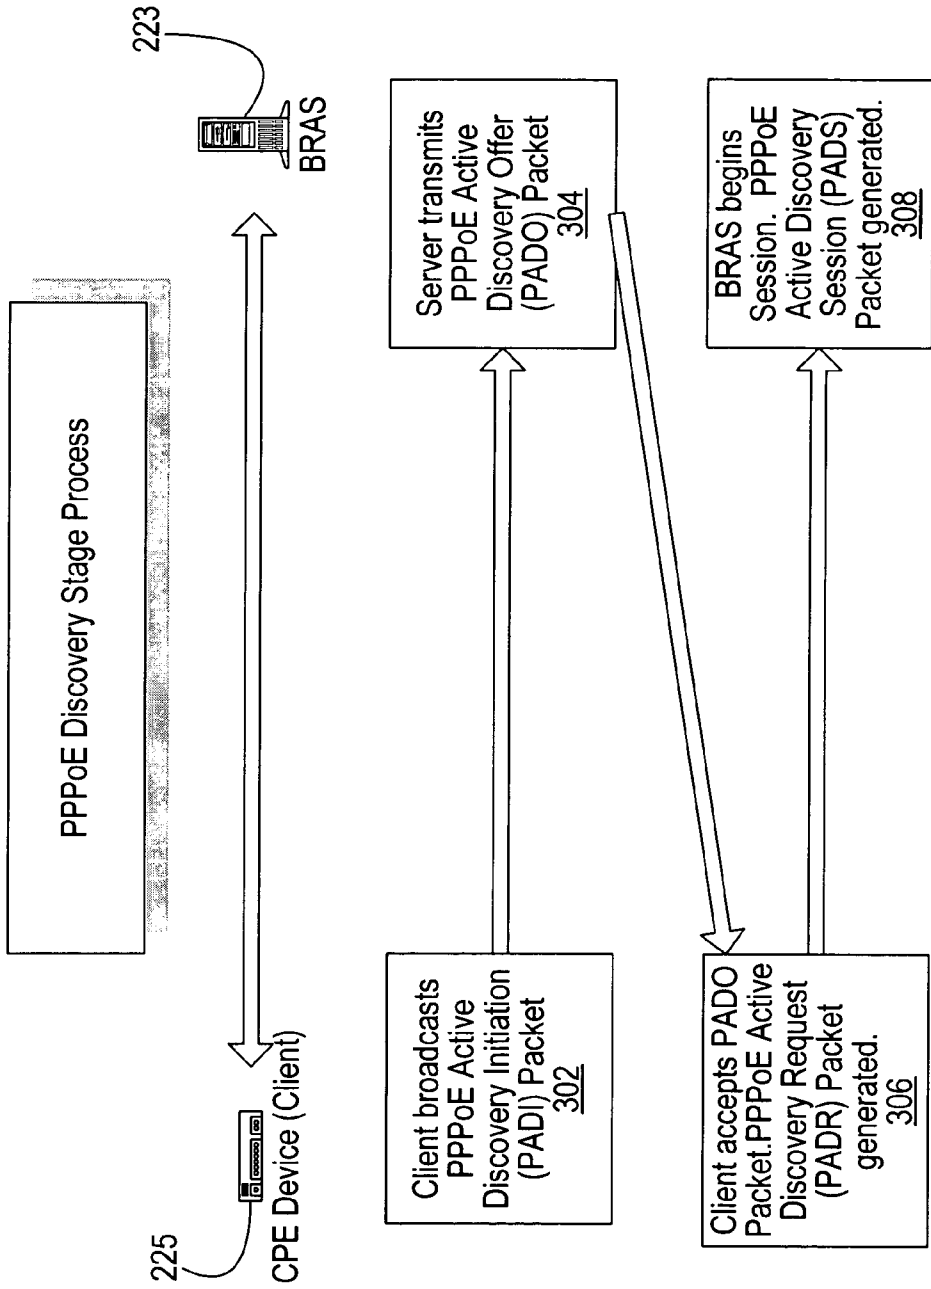 PPPoE Discovery Stage Process
225
CPE Device (Client)
223
BRAS
Client broadcasts
PPPoE Active
Discovery Initiation
(PADI) Packet
302
Server transmits
PPPoE Active
Discovery Offer
(PADO) Packet
304
Client accepts PADO
Packet.PPPoE Active
Discovery Request
(PADR) Packet
generated.
306
BRAS begins
Session. PPPoE
Active Discovery
Session (PADS)
Packet generated.
308